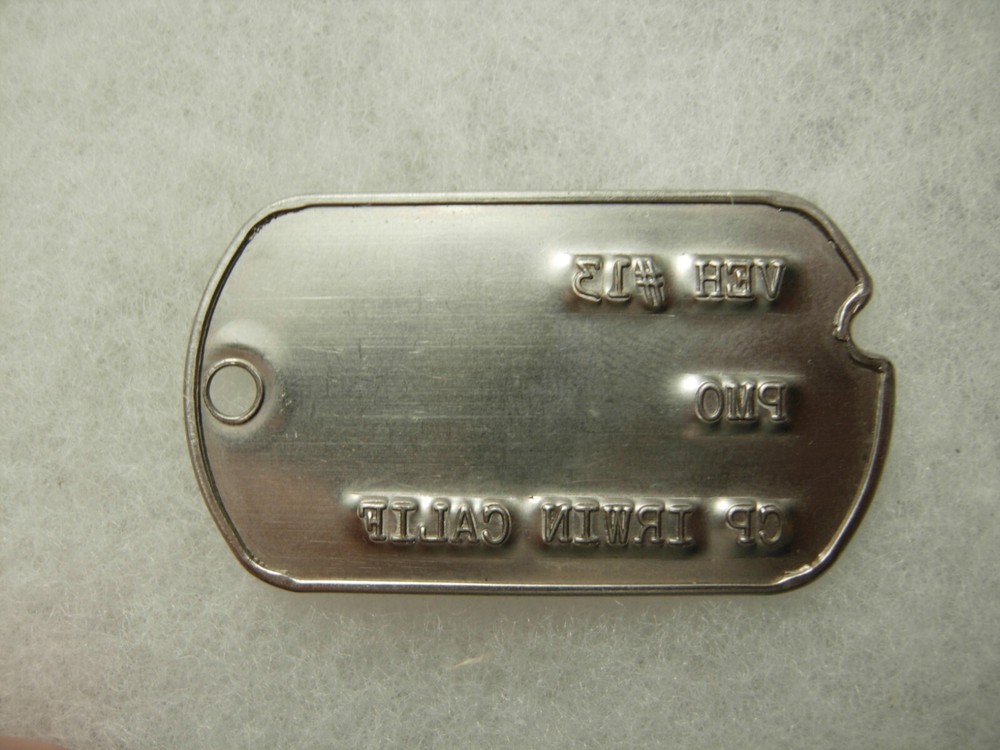 VEH #13
PMO
CP IRWIN CALIF